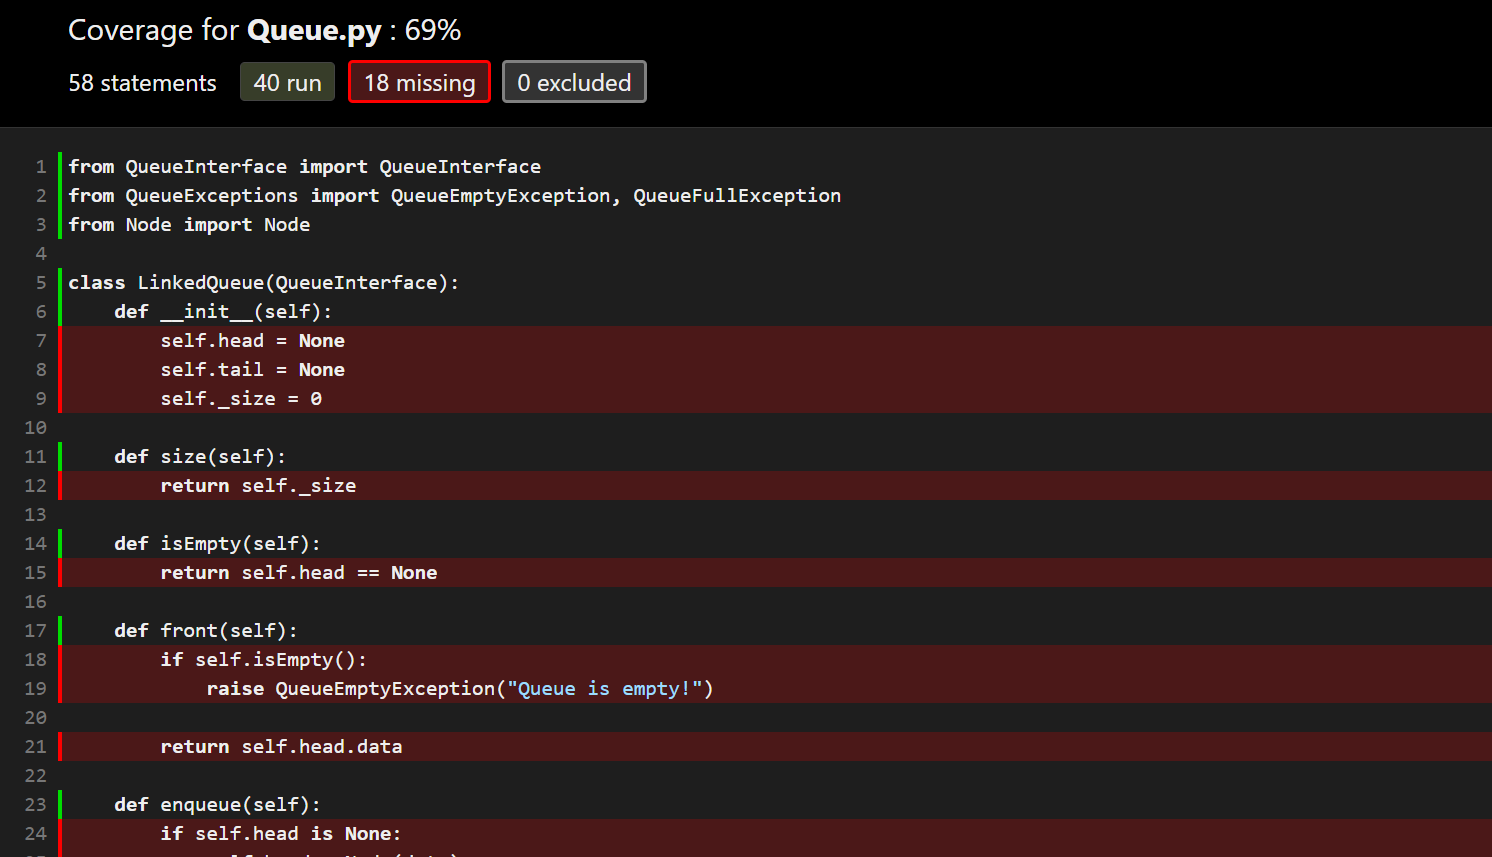 Coverage for Queue.py : 69%
58 statements 40 run 18 missing 0 excluded
1 from QueueInterface import QueueInterface
2 from QueueExceptions import QueueEmptyException, QueueFullException
3 from Node import Node
4
5 class LinkedQueue(QueueInterface):
6     def __init__(self):
7         self.head = None
8         self.tail = None
9         self._size = 0
10
11     def size(self):
12         return self._size
13
14     def isEmpty(self):
15         return self.head == None
16
17     def front(self):
18         if self.isEmpty():
19             raise QueueEmptyException("Queue is empty!")
20
21         return self.head.data
22
23     def enqueue(self):
24         if self.head is None: